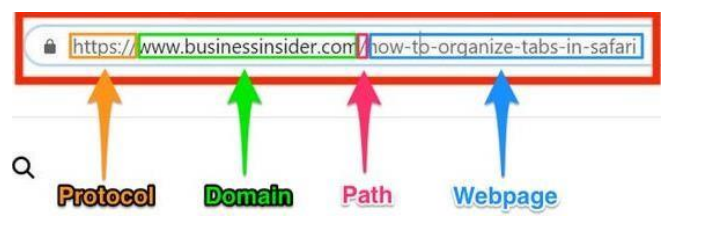 https://www.businessinsider.com/how-to-organize-tabs-in-safari
Protocol Domain Path Webpage